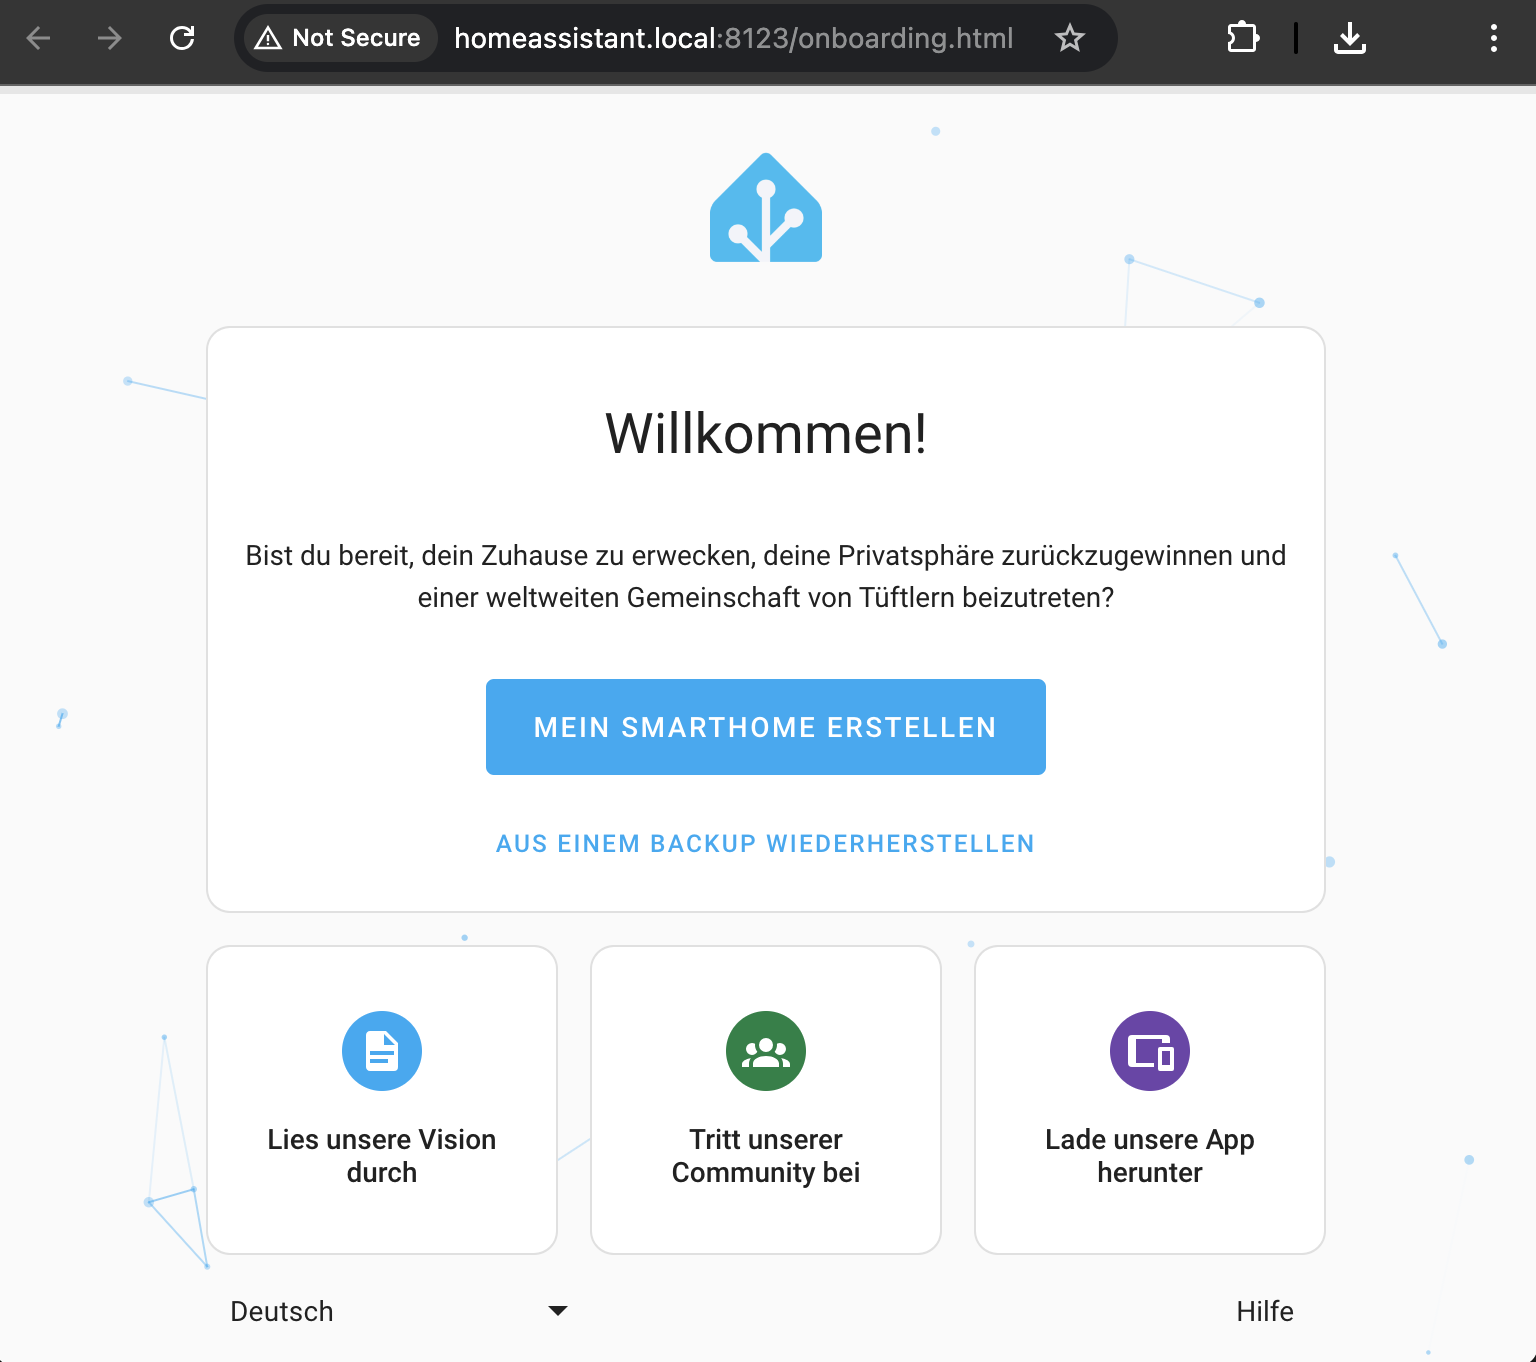 Not Secure homeassistant.local:8123/onboarding.html
Willkommen!
Bist du bereit, dein Zuhause zu erwecken, deine Privatsphäre zurückzugewinnen und
einer weltweiten Gemeinschaft von Tüftlern beizutreten?
MEIN SMARTHOME ERSTELLEN
AUS EINEM BACKUP WIEDERHERSTELLEN
Lies unsere Vision
durch
Tritt unserer
Community bei
Lade unsere App
herunter
Deutsch
Hilfe